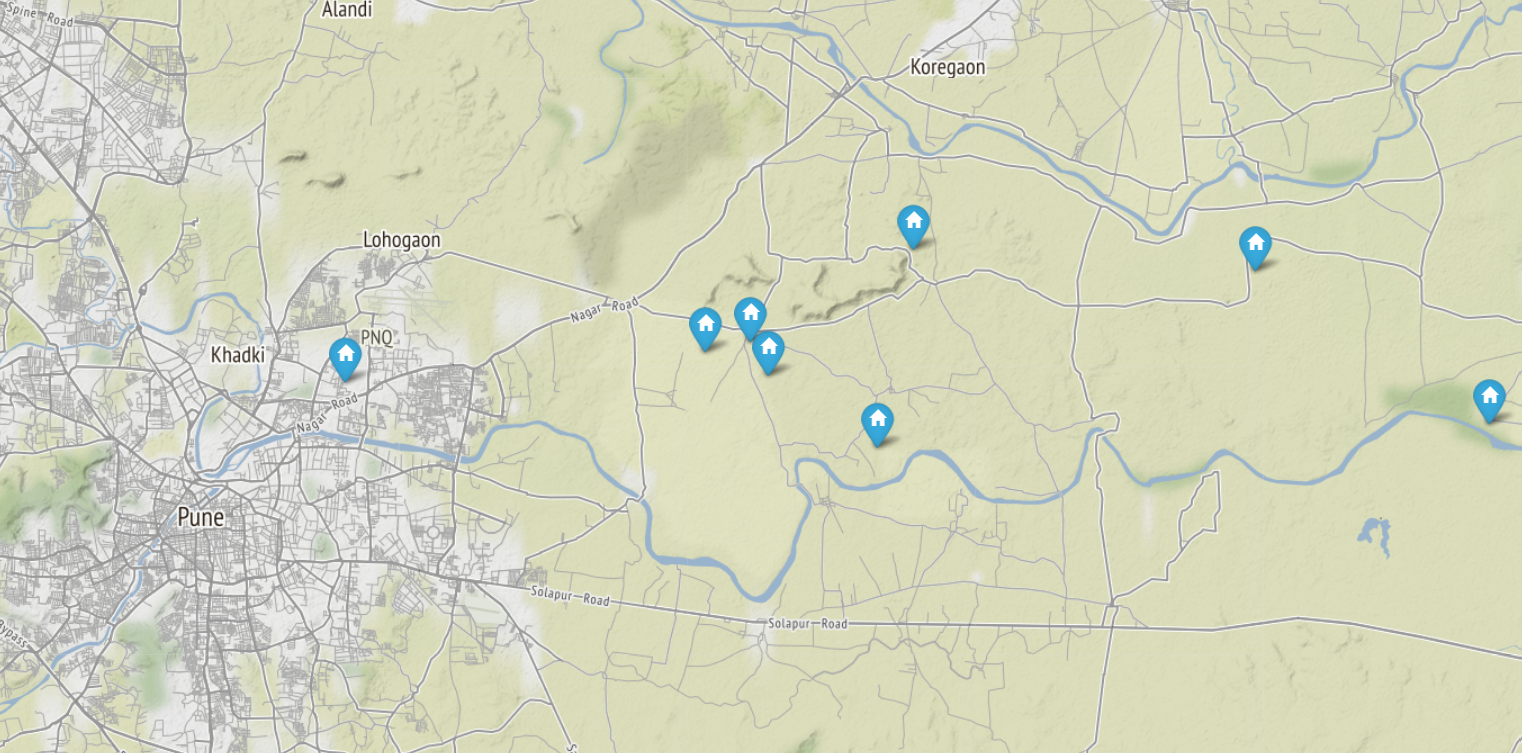 Alandi
Spine Road
Koregaon
Lohogaon
Nagar Road
PNQ
Khadki
Nagar Road
Pune
Solapur Road
Solapur Road
Bypass